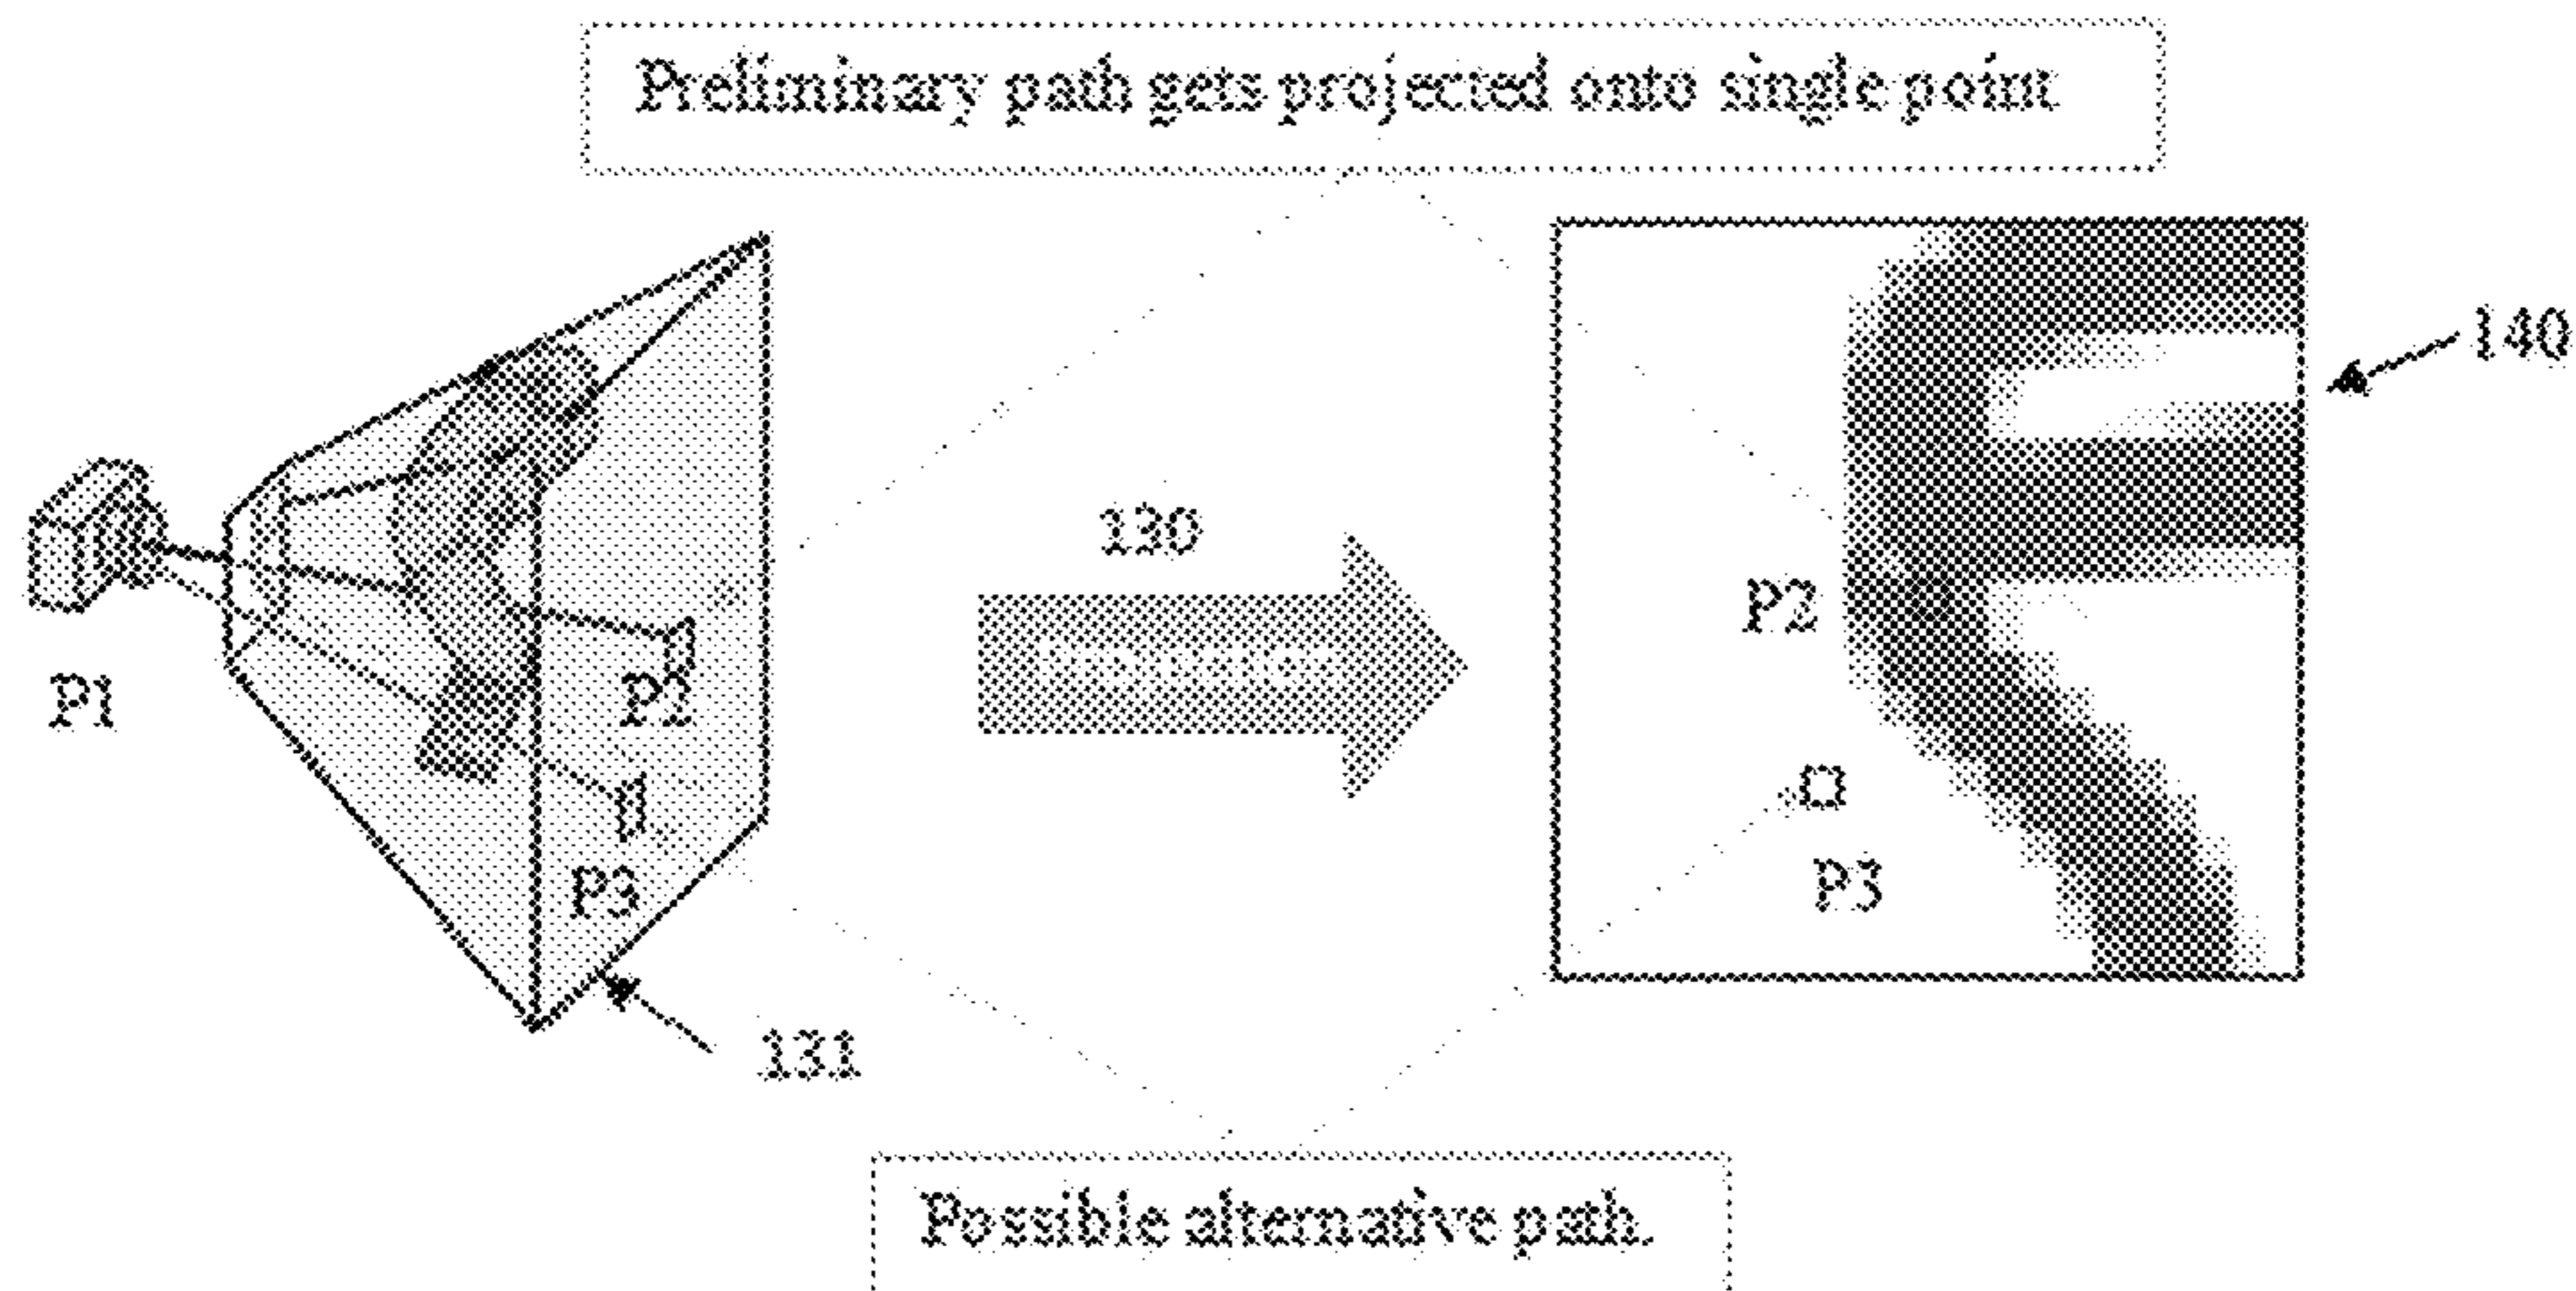 Preliminary path gets projected onto single point
140
130
P2
P1
P2
P3
P3
131
Possible alternative path.